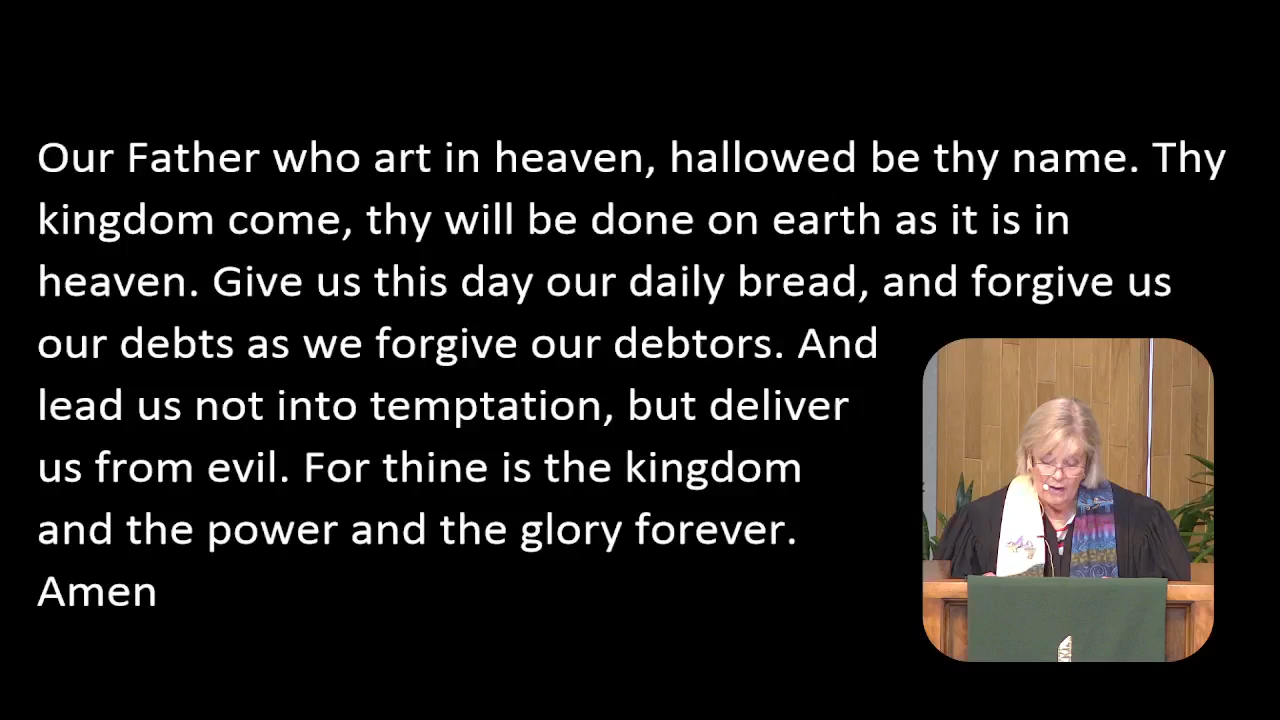 Our Father who art in heaven, hallowed be thy name. Thy
kingdom come, thy will be done on earth as it is in
heaven. Give us this day our daily bread, and forgive us
our debts as we forgive our debtors. And
lead us not into temptation, but deliver
us from evil. For thine is the kingdom
and the power and the glory forever.
Amen